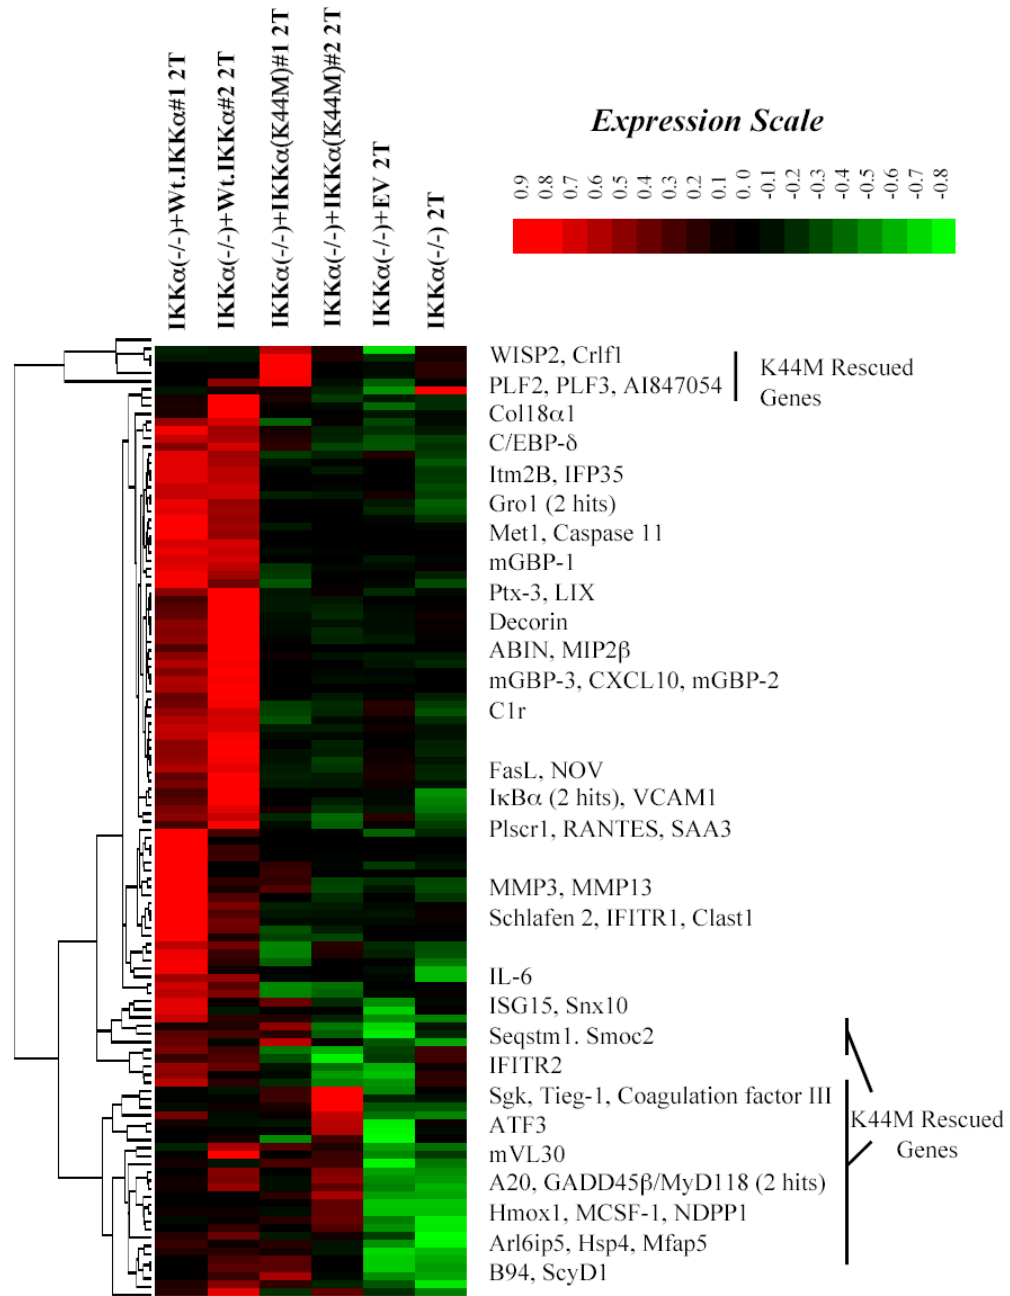 IKKα(-/-)+Wt.IKKα#1 2T
IKKα(-/-)+Wt.IKKα#2 2T
IKKα(-/-)+IKKα(K44M)#1 2T
IKKα(-/-)+IKKα(K44M)#2 2T
IKKα(-/-)+EV 2T
IKKα(-/-) 2T
Expression Scale
0.9
0.8
0.7
0.6
0.5
0.4
0.3
0.2
0.1
0. 0
-0.1
-0.2
-0.3
-0.4
-0.5
-0.6
-0.7
-0.8
WISP2, Crlf1
PLF2, PLF3, AI847054
K44M Rescued
Genes
Col18α1
C/EBP-δ
Itm2B, IFP35
Gro1 (2 hits)
Met1, Caspase 11
mGBP-1
Ptx-3, LIX
Decorin
ABIN, MIP2β
mGBP-3, CXCL10, mGBP-2
C1r
FasL, NOV
IκBα (2 hits), VCAM1
Plscr1, RANTES, SAA3
MMP3, MMP13
Schlafen 2, IFITR1, Clast1
IL-6
ISG15, Snx10
Seqstm1. Smoc2
IFITR2
Sgk, Tieg-1, Coagulation factor III
ATF3
mVL30
A20, GADD45β/MyD118 (2 hits)
Hmox1, MCSF-1, NDPP1
Arl6ip5, Hsp4, Mfap5
B94, ScyD1
K44M Rescued
Genes